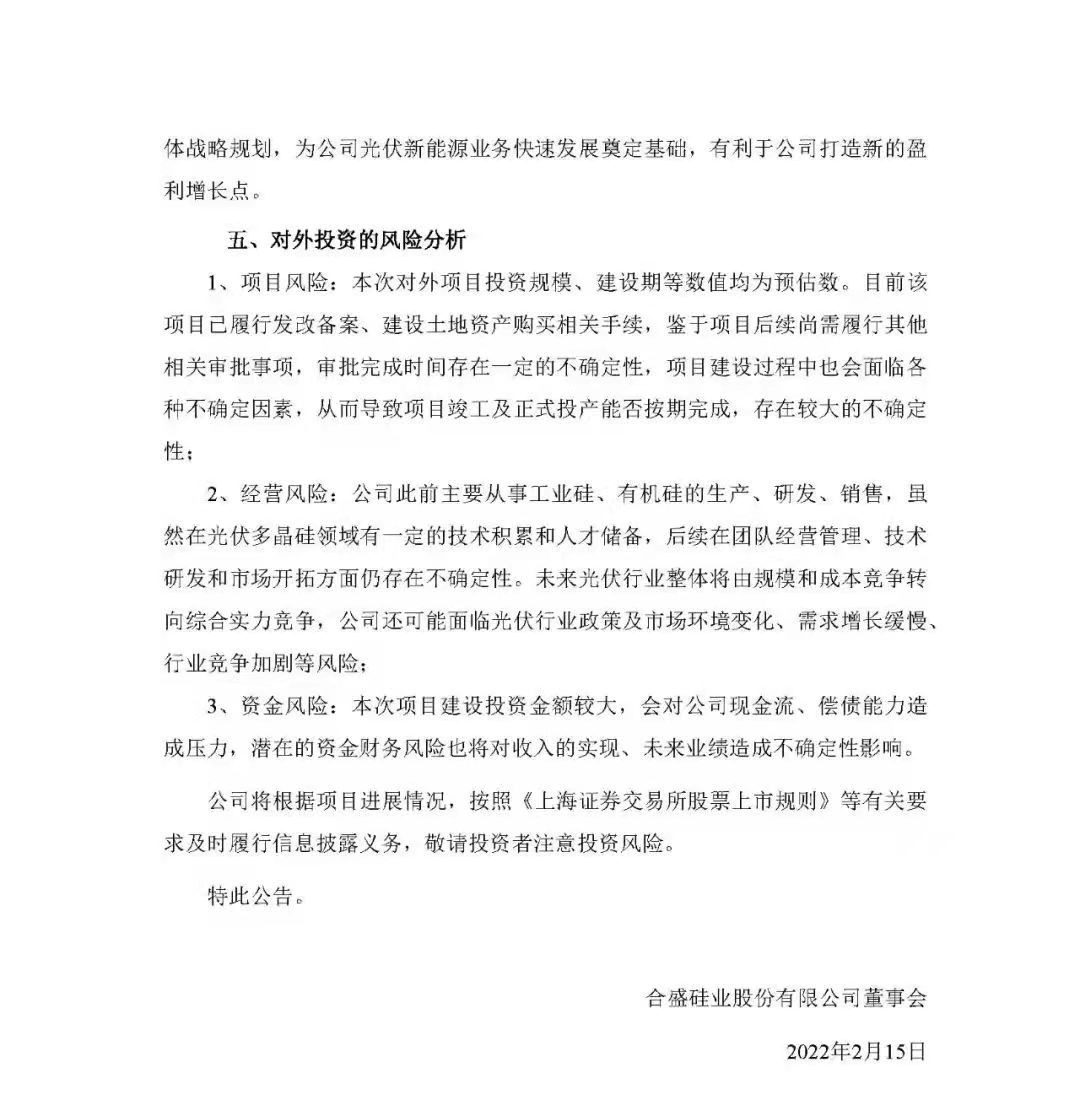 体战略规划，为公司光伏新能源业务快速发展奠定基础，有利于公司打造新的盈
利增长点。
五、对外投资的风险分析
1、项目风险：本次对外项目投资规模、建设期等数值均为预估数。目前该
项目已履行发改备案、建设土地资产购买相关手续，鉴于项目后续尚需履行其他
相关审批事项，审批完成时间存在一定的不确定性，项目建设过程中也会面临各
种不确定因素，从而导致项目竣工及正式投产能否按期完成，存在较大的不确定
性；
2、经营风险：公司此前主要从事工业硅、有机硅的生产、研发、销售，虽
然在光伏多晶硅领域有一定的技术积累和人才储备，后续在团队经营管理、技术
研发和市场开拓方面仍存在不确定性。未来光伏行业整体将由规模和成本竞争转
向综合实力竞争，公司还可能面临光伏行业政策及市场环境变化、需求增长缓慢、
行业竞争加剧等风险；
3、资金风险：本次项目建设投资金额较大，会对公司现金流、偿债能力造
成压力，潜在的资金财务风险也将对收入的实现、未来业绩造成不确定性影响。
公司将根据项目进展情况，按照《上海证券交易所股票上市规则》等有关要
求及时履行信息披露义务，敬请投资者注意投资风险。
特此公告。
合盛硅业股份有限公司董事会
2022年2月15日